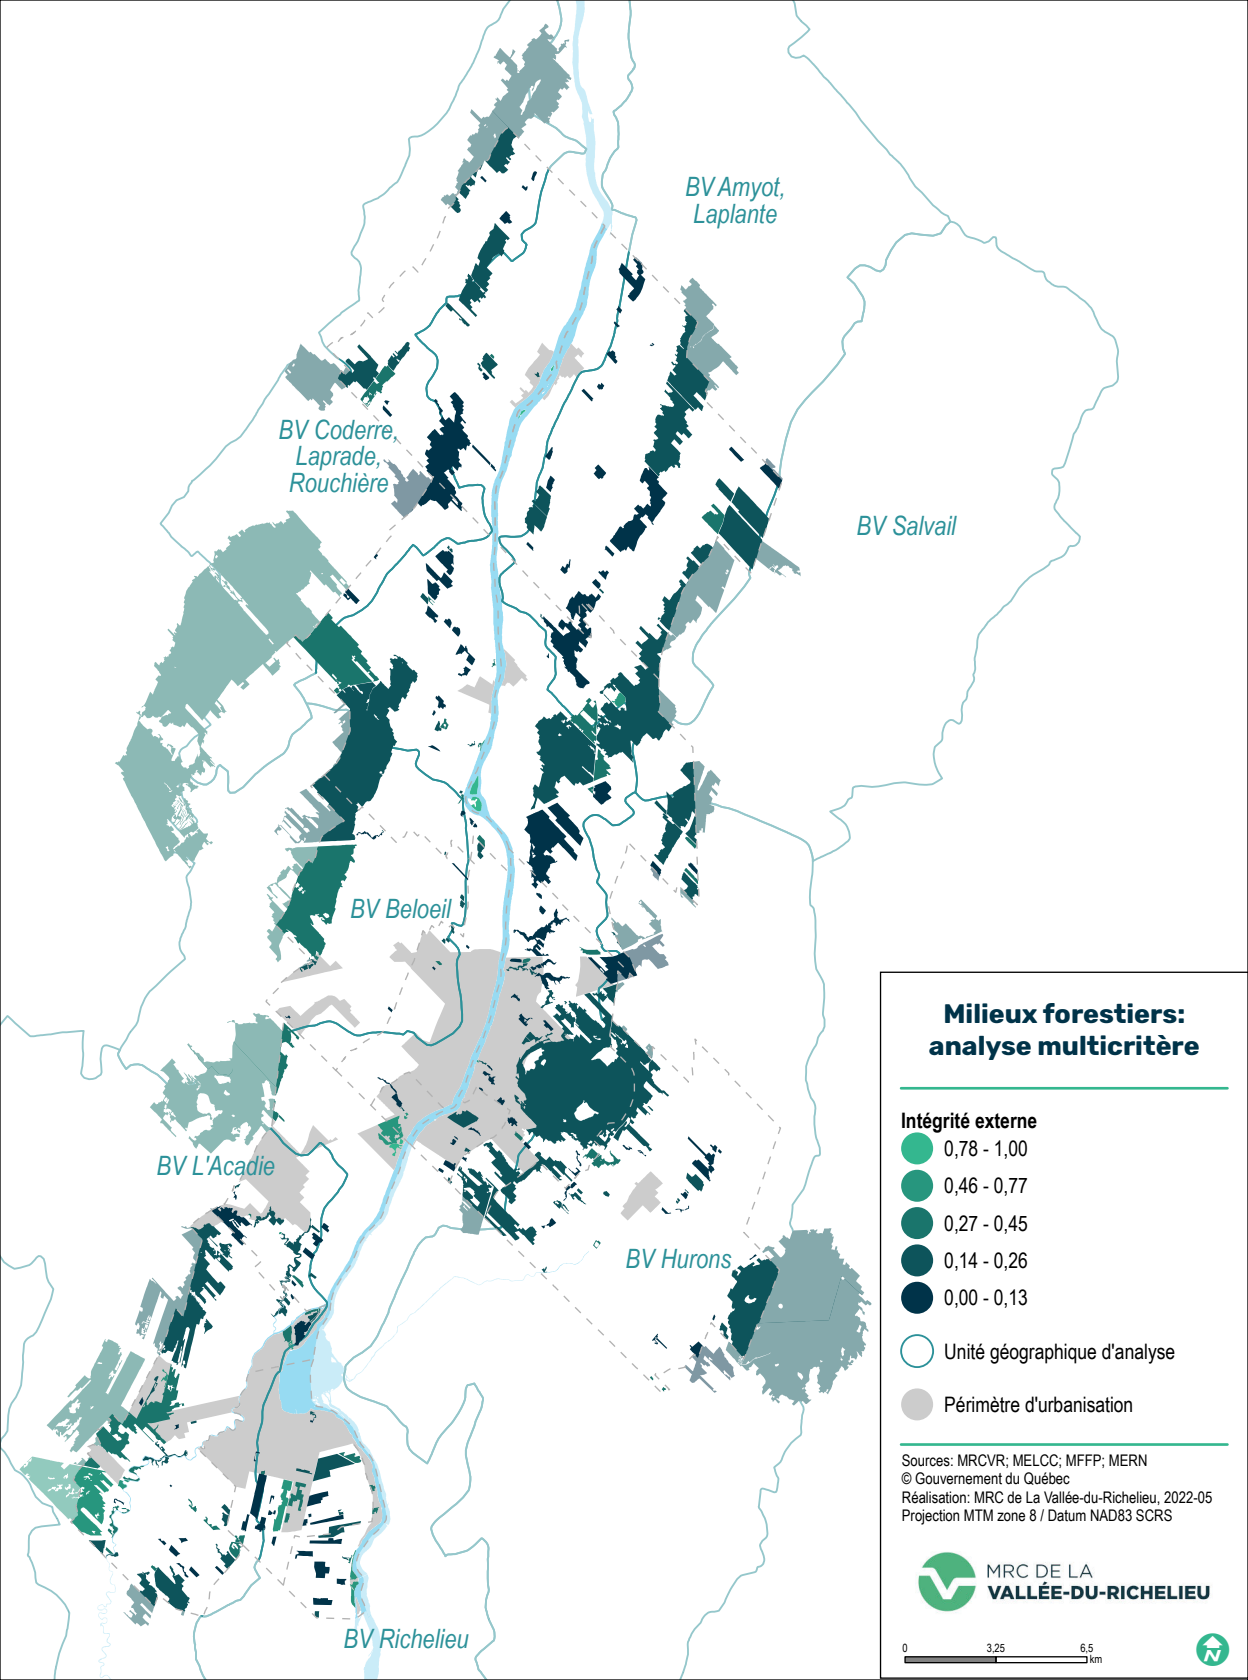 BV Amyot,
Laplante
BV Coderre,
Laprade,
Rouchière
BV Salvail
BV Beloeil
BV L'Acadie
BV Hurons
BV Richelieu
Milieux forestiers:
analyse multicritère
Intégrité externe
0,78 - 1,00
0,46 - 0,77
0,27 - 0,45
0,14 - 0,26
0,00 - 0,13
Unité géographique d'analyse
Périmètre d'urbanisation
Sources: MRCVR; MELCC; MFFP; MERN
© Gouvernement du Québec
Réalisation: MRC de La Vallée-du-Richelieu, 2022-05
Projection MTM zone 8 / Datum NAD83 SCRS
MRC DE LA
VALLÉE-DU-RICHELIEU
0 3,25 6,5
km
N